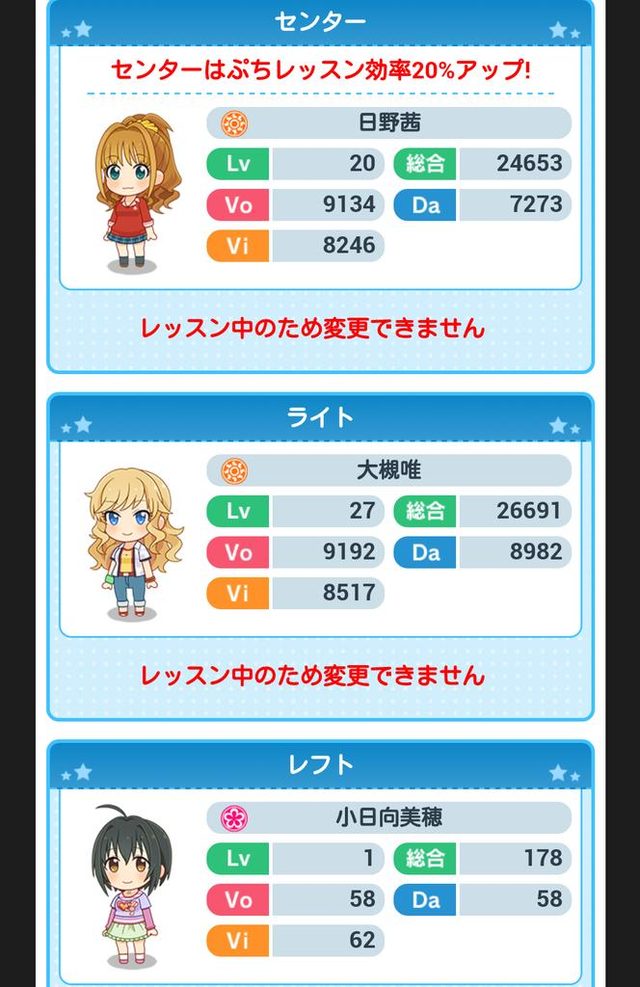 センター
センターはぷちレッスン効率20%アップ!
日野茜
Lv 20 総合 24653
Vo 9134 Da 7273
Vi 8246
レッスン中のため変更できません
ライト
大槻唯
Lv 27 総合 26691
Vo 9192 Da 8982
Vi 8517
レッスン中のため変更できません
レフト
小日向美穂
Lv 1 総合 178
Vo 58 Da 58
Vi 62